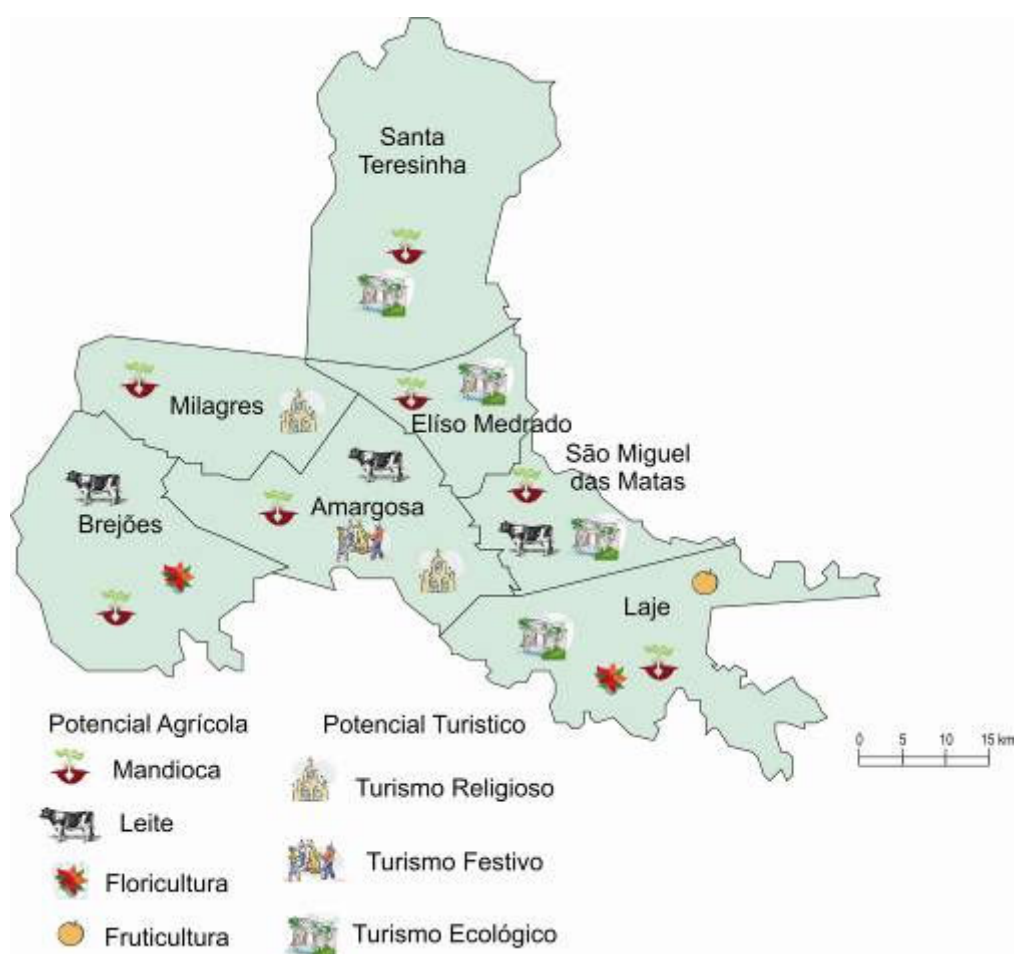 Santa
Teresinha
Milagres
Elíso Medrado
São Miguel
das Matas
Amargosa
Brejões
Laje
Potencial Agrícola
Mandioca
Leite
Floricultura
Fruticultura
Potencial Turistico
Turismo Religioso
Turismo Festivo
Turismo Ecológico
0 5 10 15 km